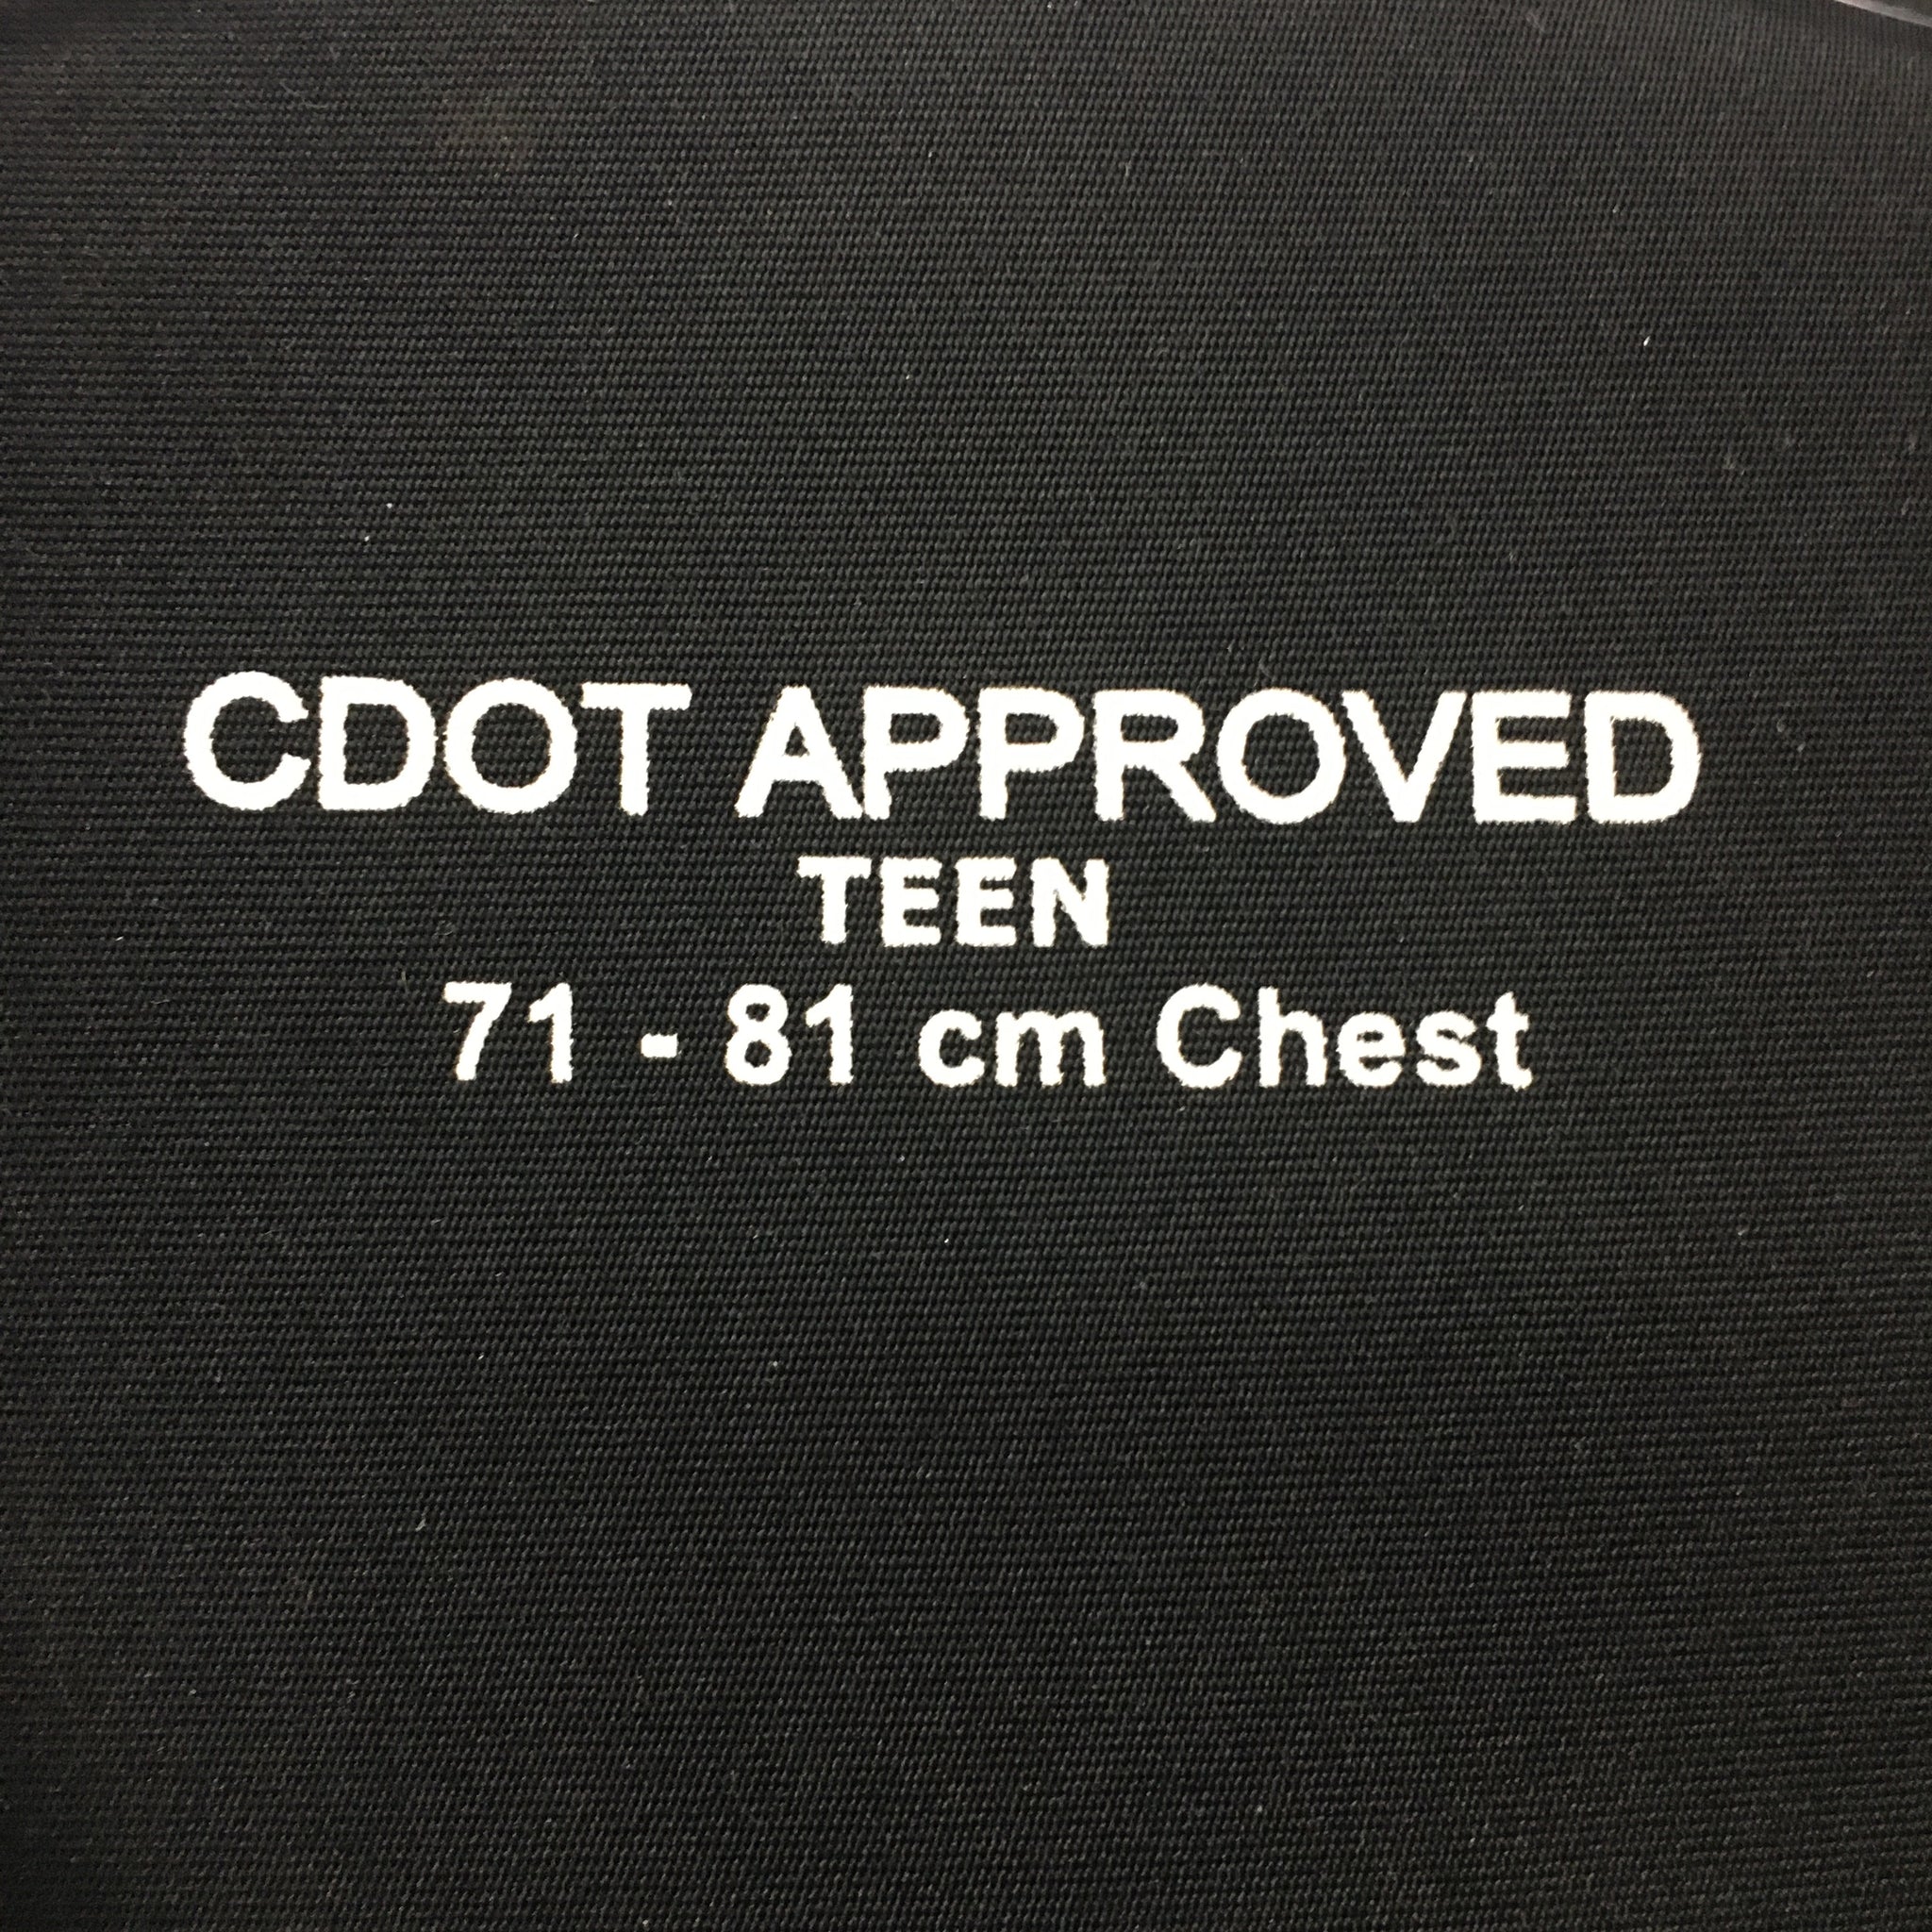 CDOT APPROVED
TEEN
71 - 81 cm Chest